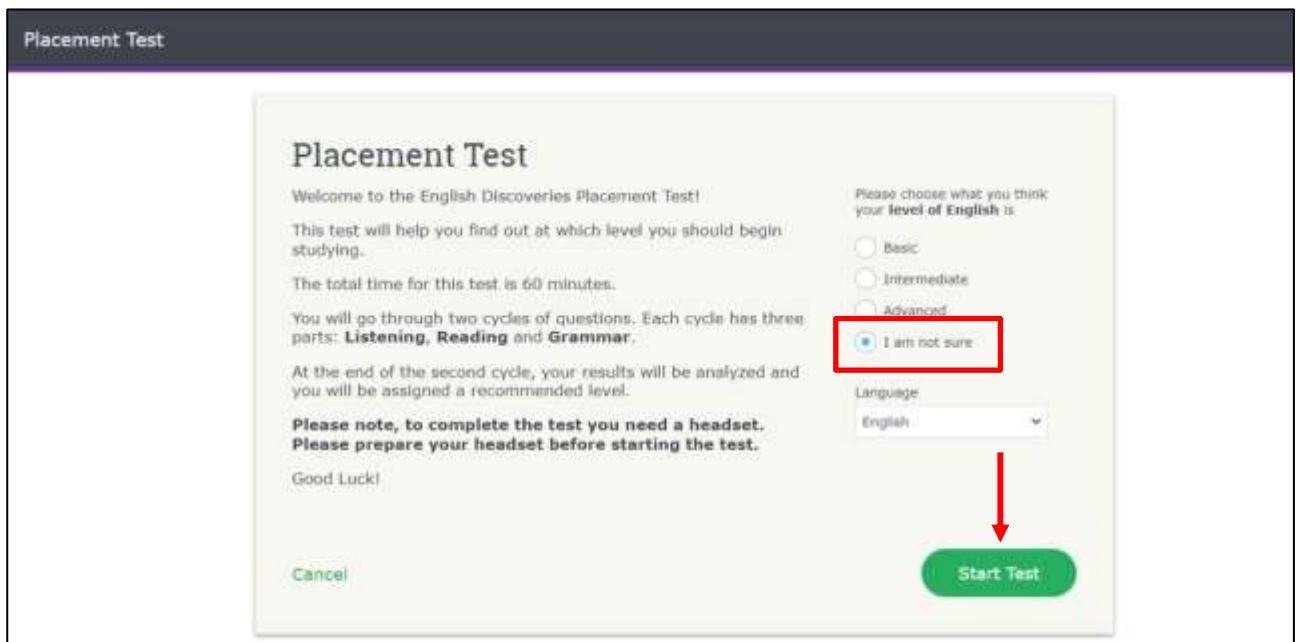 Placement Test
Placement Test
Welcome to the English Discoveries Placement Test!
This test will help you find out at which level you should begin
studying.
The total time for this test is 60 minutes.
You will go through two cycles of questions. Each cycle has three
parts: Listening, Reading and Grammar.
At the end of the second cycle, your results will be analyzed and
you will be assigned a recommended level.
Please note, to complete the test you need a headset.
Please prepare your headset before starting the test.
Good Luck!
Please choose what you think
your level of English is
Basic
Intermediate
Advanced
I am not sure
Language
English
Cancel
Start Test